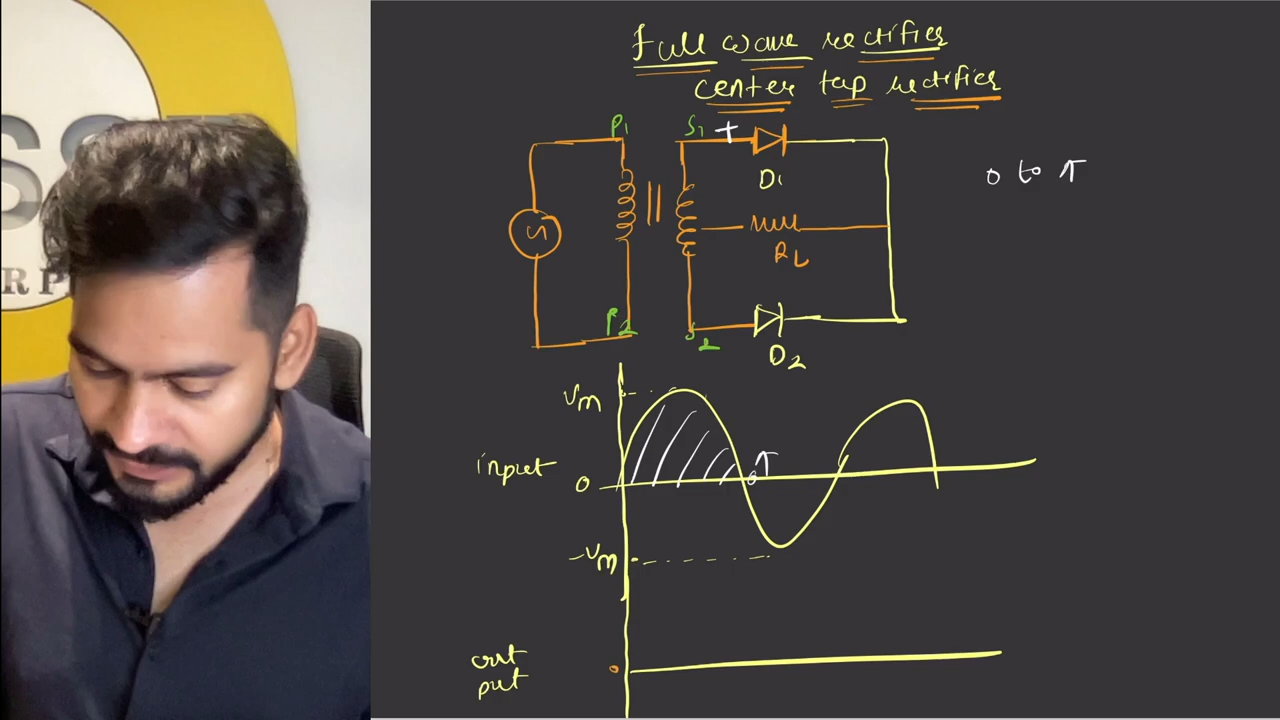 Full wave rectifier
center tap rectifier
P1 S1 +
D1
0 to π
RL
P2 S2
D2
Vm
input
π
0
-Vm
out
put
0